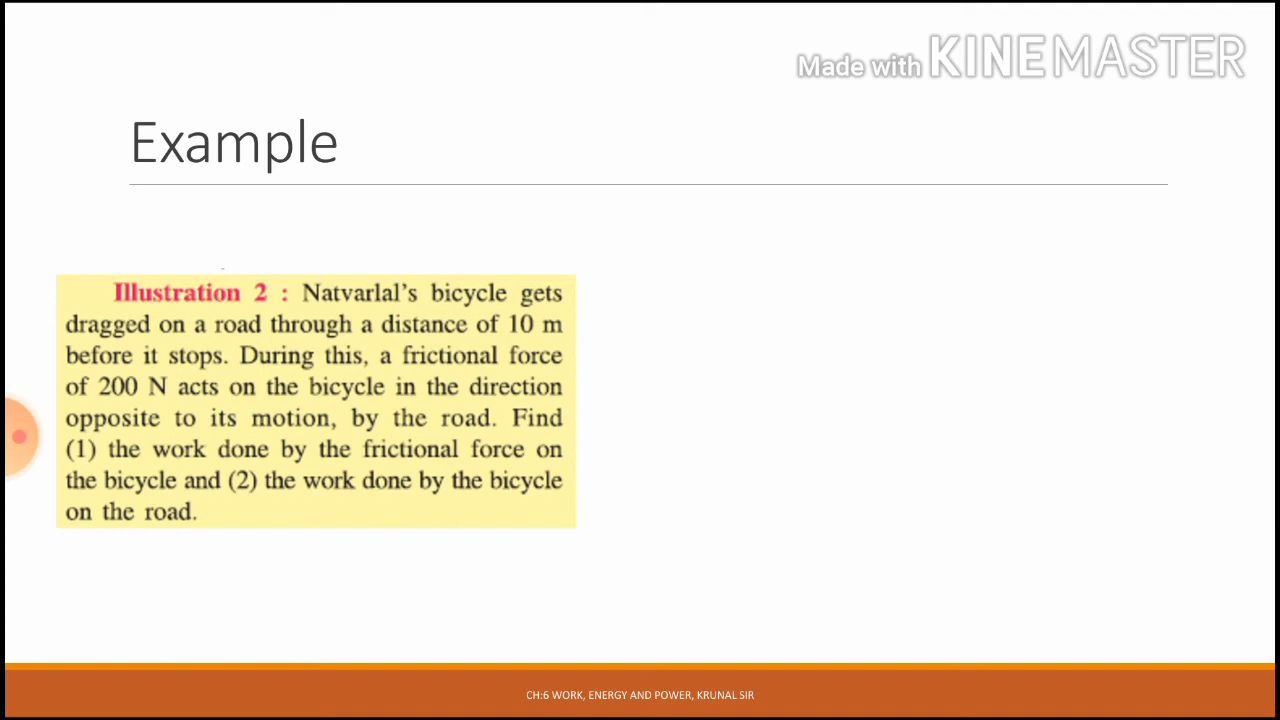 Made with KINEMASTER
Example
Illustration 2 : Natvarlal's bicycle gets
dragged on a road through a distance of 10 m
before it stops. During this, a frictional force
of 200 N acts on the bicycle in the direction
opposite to its motion, by the road. Find
(1) the work done by the frictional force on
the bicycle and (2) the work done by the bicycle
on the road.
CH:6 WORK, ENERGY AND POWER, KRUNAL SIR